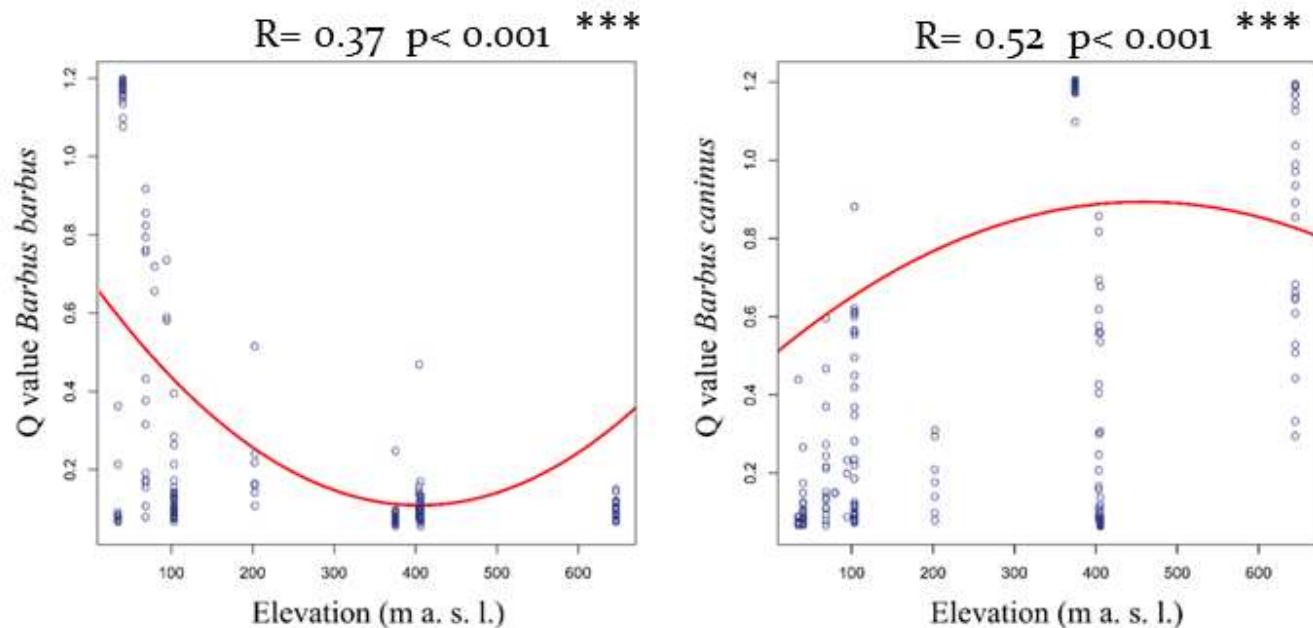 R= 0.37 p< 0.001 ***
Q value Barbus barbus
1.2
1.0
0.8
0.6
0.4
0.2
100 200 300 400 500 600
Elevation (m a. s. l.)
R= 0.52 p< 0.001 ***
Q value Barbus caninus
1.2
1.0
0.8
0.6
0.4
0.2
100 200 300 400 500 600
Elevation (m a. s. l.)